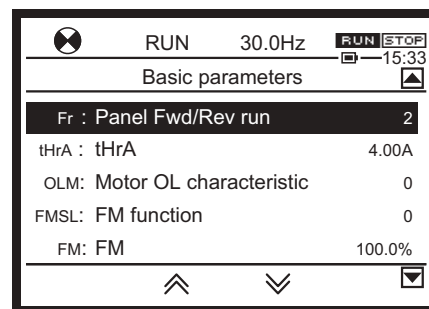 RUN 30.0Hz RUN STOP
15:33
Basic parameters
Fr : Panel Fwd/Rev run 2
tHrA : tHrA 4.00A
OLM: Motor OL characteristic 0
FMSL: FM function 0
FM: FM 100.0%